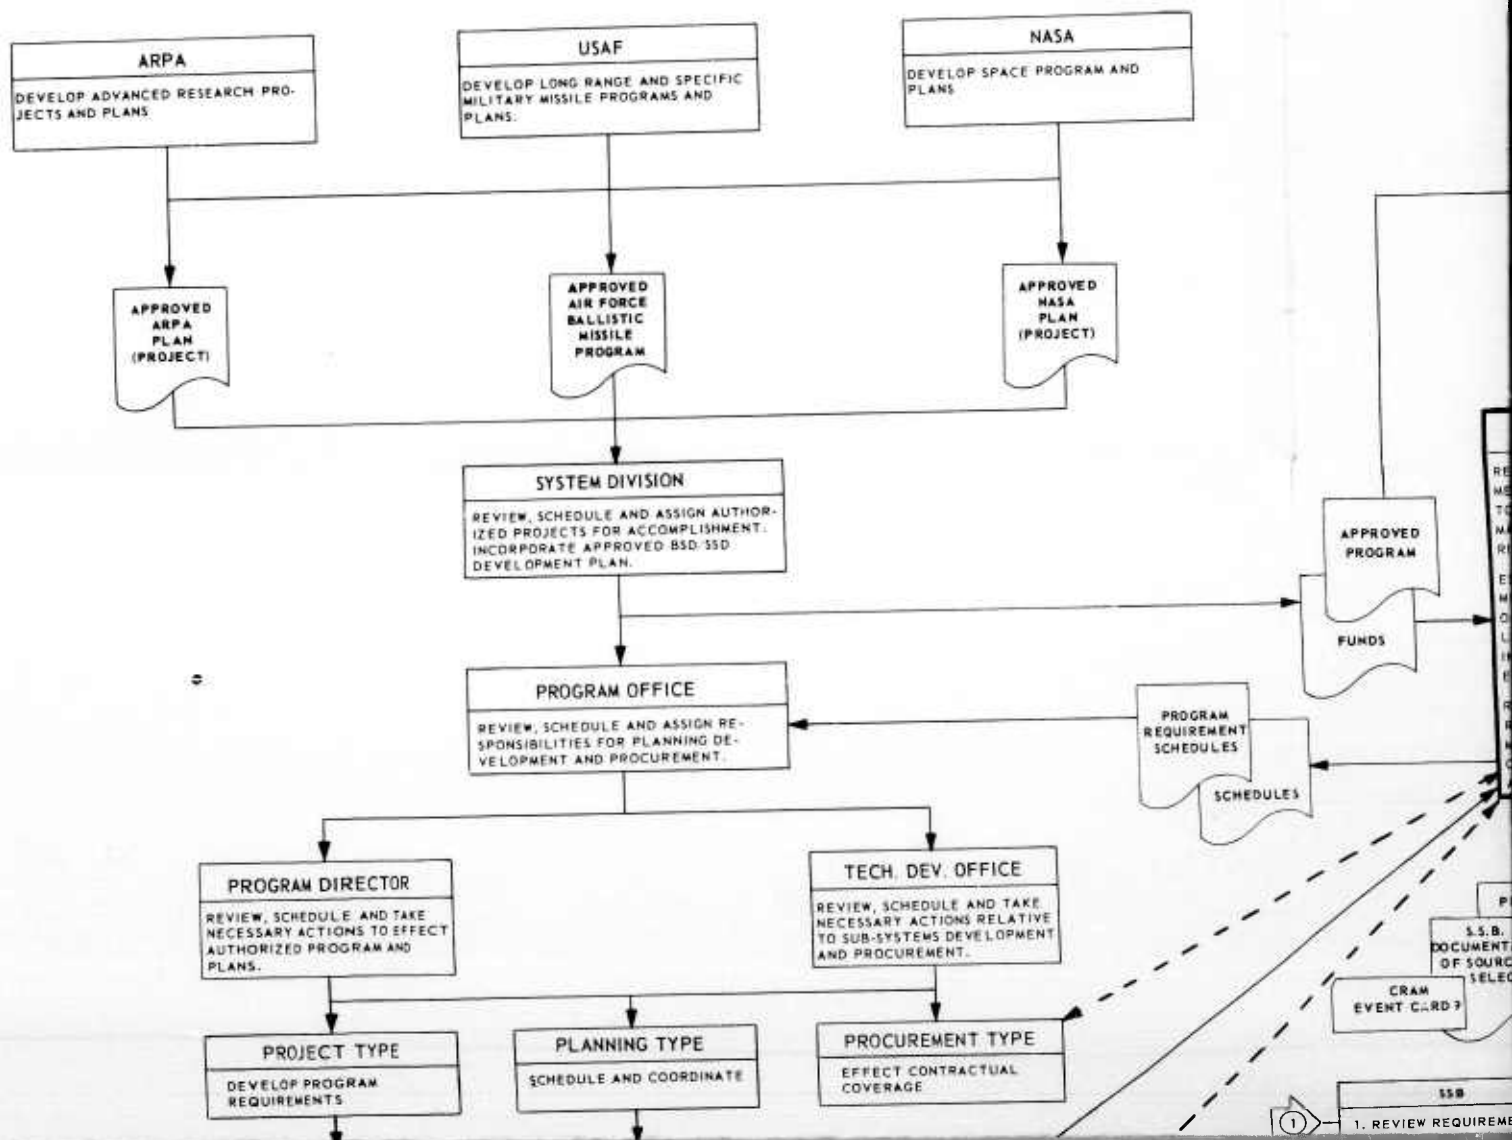 ARPA
DEVELOP ADVANCED RESEARCH PRO-
JECTS AND PLANS
USAF
DEVELOP LONG RANGE AND SPECIFIC
MILITARY MISSILE PROGRAMS AND
PLANS.
NASA
DEVELOP SPACE PROGRAM AND
PLANS
APPROVED
ARPA
PLAN
(PROJECT)
APPROVED
AIR FORCE
BALLISTIC
MISSILE
PROGRAM
APPROVED
NASA
PLAN
(PROJECT)
SYSTEM DIVISION
REVIEW, SCHEDULE AND ASSIGN AUTHOR-
IZED PROJECTS FOR ACCOMPLISHMENT.
INCORPORATE APPROVED BSD/SSD
DEVELOPMENT PLAN.
APPROVED
PROGRAM
FUNDS
PROGRAM OFFICE
REVIEW, SCHEDULE AND ASSIGN RE-
SPONSIBILITIES FOR PLANNING DE-
VELOPMENT AND PROCUREMENT.
PROGRAM
REQUIREMENT
SCHEDULES
SCHEDULES
PROGRAM DIRECTOR
REVIEW, SCHEDULE AND TAKE
NECESSARY ACTIONS TO EFFECT
AUTHORIZED PROGRAM AND
PLANS.
TECH. DEV. OFFICE
REVIEW, SCHEDULE AND TAKE
NECESSARY ACTIONS RELATIVE
TO SUB-SYSTEMS DEVELOPMENT
AND PROCUREMENT.
PROJECT TYPE
DEVELOP PROGRAM
REQUIREMENTS
PLANNING TYPE
SCHEDULE AND COORDINATE
PROCUREMENT TYPE
EFFECT CONTRACTUAL
COVERAGE
S.S.B.
DOCUMENT
OF SOURC
SELEC
CRAM
EVENT CARD
SSB
1
1. REVIEW REQUIREME